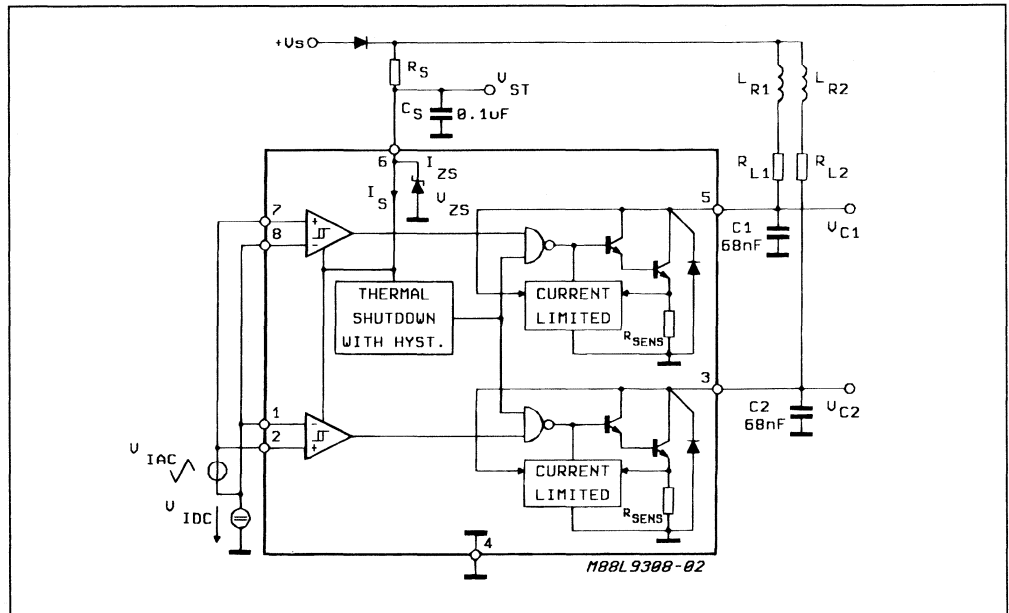 +Vs
R S
V ST
C S
0.1uF
L R1
L R2
R L1
R L2
6
I ZS
I S
V ZS
5
7
8
+
-
C1
68nF
V C1
THERMAL
SHUTDOWN
WITH HYST.
CURRENT
LIMITED
R SENS
3
1
2
-
+
C2
68nF
V C2
V IAC
V IDC
CURRENT
LIMITED
R SENS
4
M88L9308-02